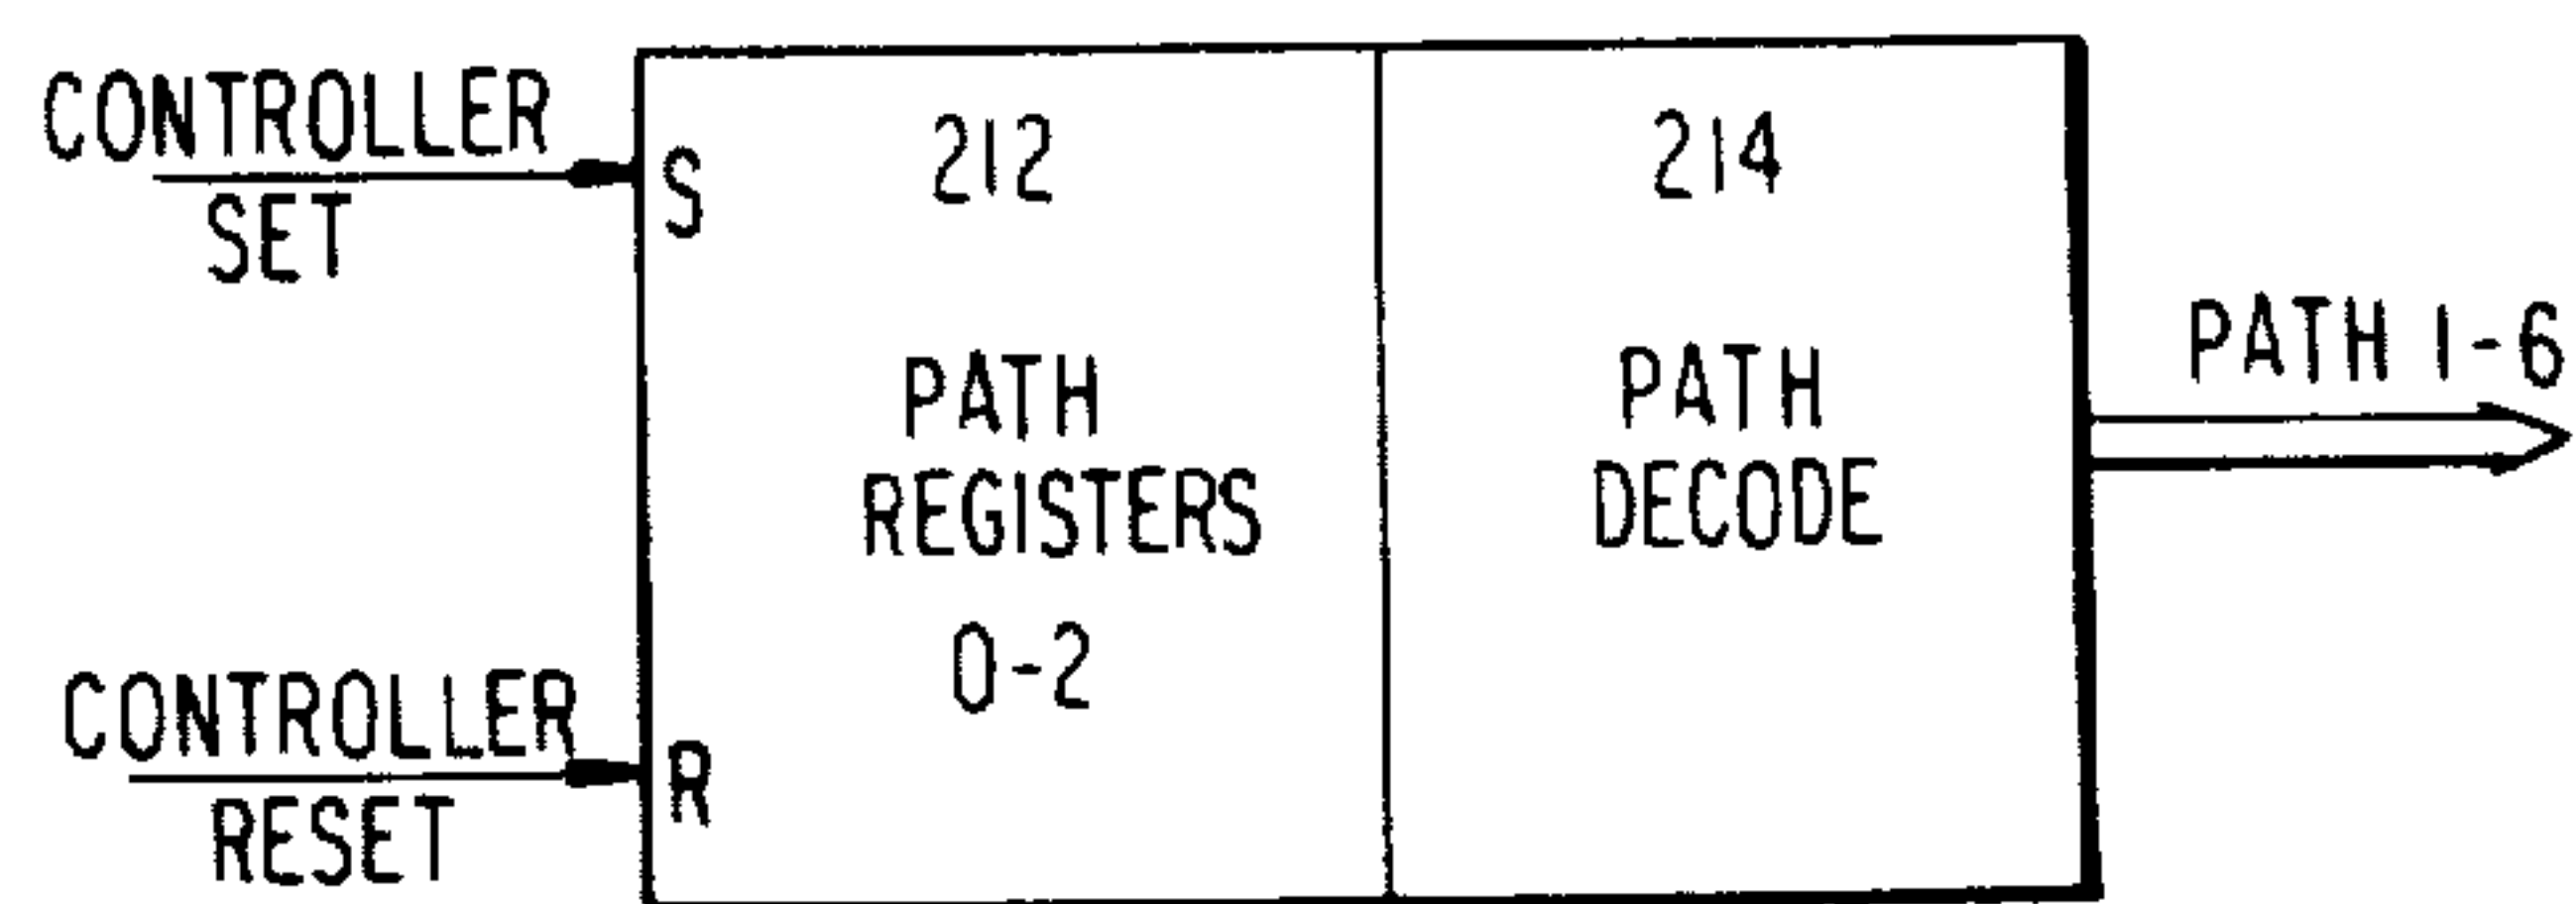 CONTROLLER
SET
S
212
PATH
REGISTERS
0-2
CONTROLLER
RESET
R
214
PATH
DECODE
PATH 1-6